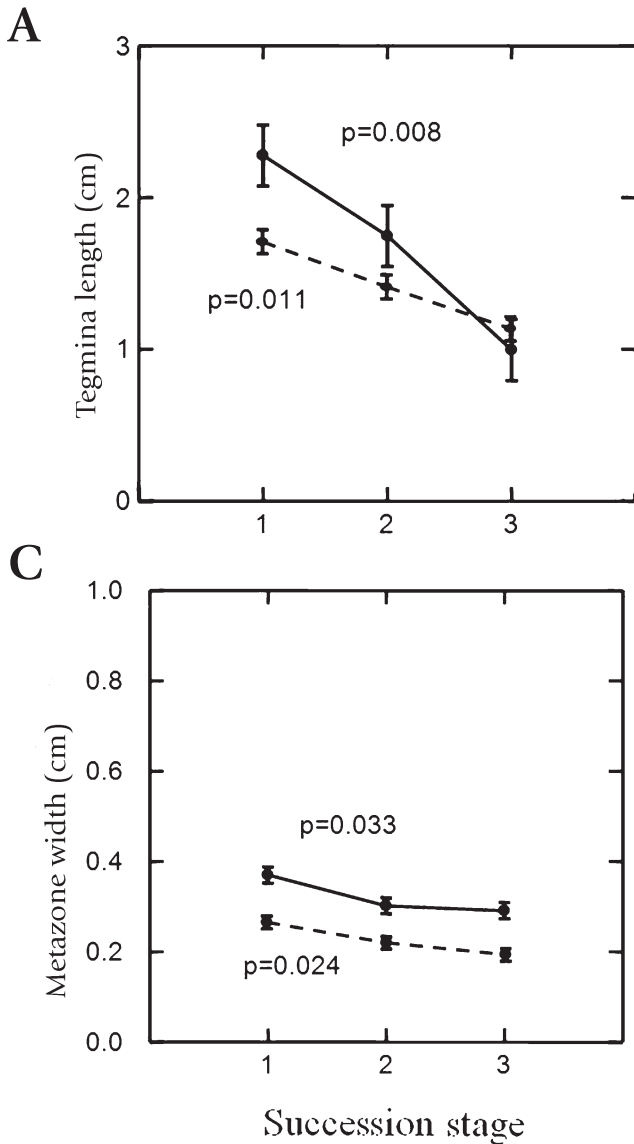 A
3
p=0.008
2
Tegmina length (cm)
p=0.011
1
0
1 2 3
C
1.0
0.8
0.6
Metazone width (cm)
p=0.033
0.4
0.2
p=0.024
0.0
1 2 3
Succession stage